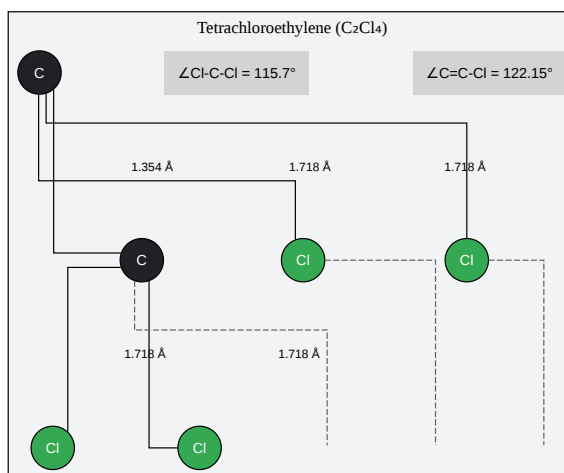 Tetrachloroethylene (C₂Cl₄)
C
∠Cl-C-Cl = 115.7°
∠C=C-Cl = 122.15°
1.354 Å
1.718 Å
1.718 Å
C
Cl
Cl
1.718 Å
1.718 Å
Cl
Cl